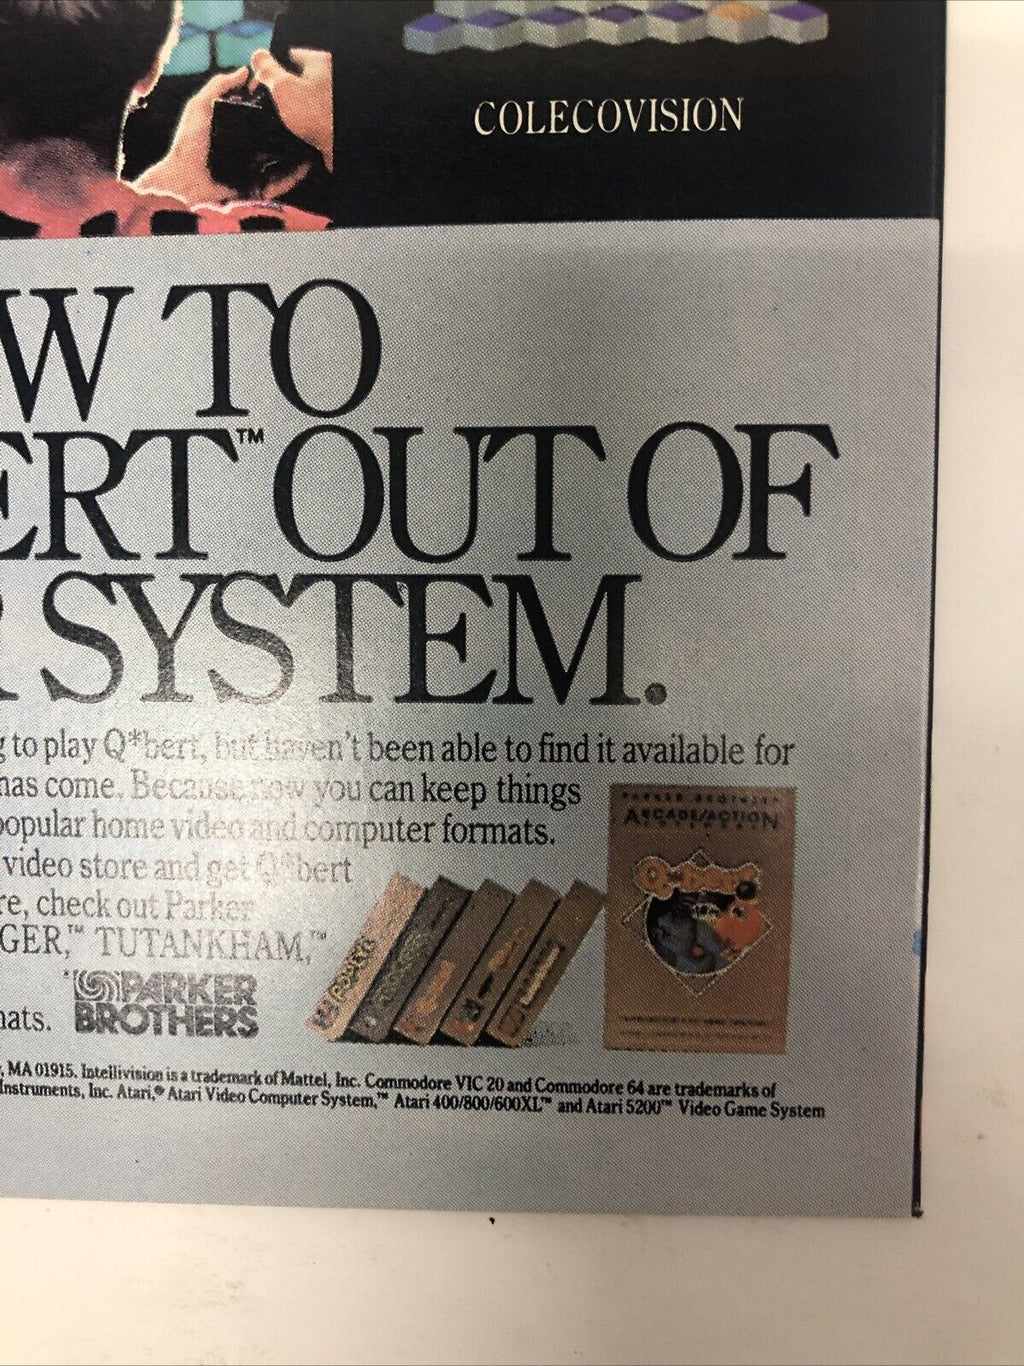 COLECOVISION
W TO
ERT™ OUT OF
R SYSTEM.
g to play Q*bert, but haven't been able to find it available for
has come. Because now you can keep things
popular home video and computer formats.
video store and get Q*bert
re, check out Parker
GER,™ TUTANKHAM,™
nats.
PARKER
BROTHERS
PARKER BROTHERS
ARCADE/ACTION
, MA 01915. Intellivision is a trademark of Mattel, Inc. Commodore VIC 20 and Commodore 64 are trademarks of
Instruments, Inc. Atari,® Atari Video Computer System,™ Atari 400/800/600XL™ and Atari 5200™ Video Game System